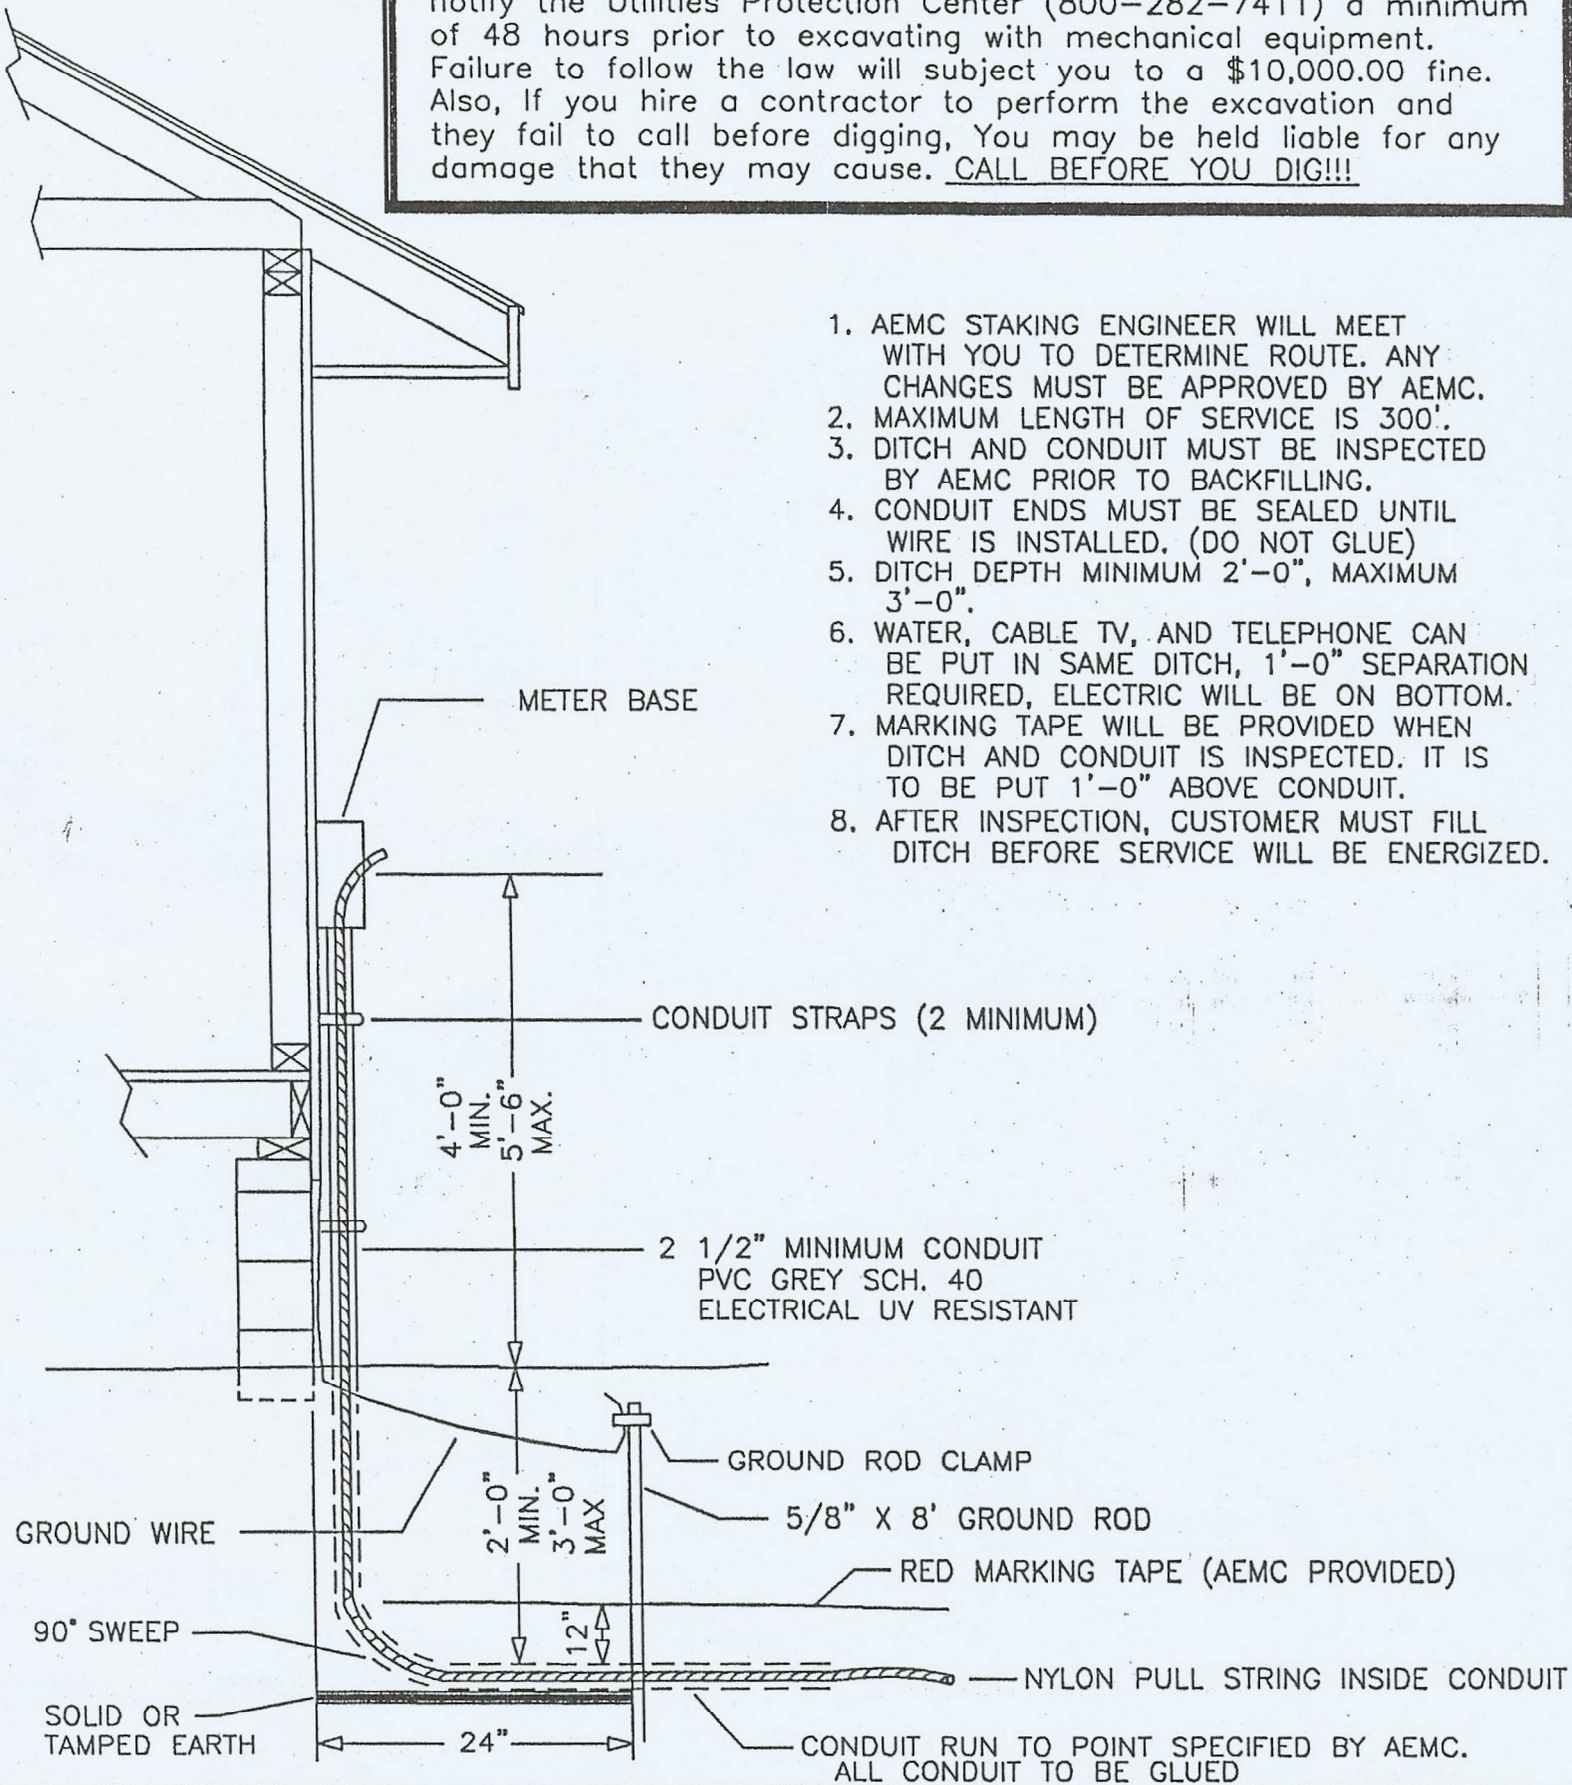 notify the Utilities Protection Center (800-282-7411) a minimum
of 48 hours prior to excavating with mechanical equipment.
Failure to follow the law will subject you to a $10,000.00 fine.
Also, If you hire a contractor to perform the excavation and
they fail to call before digging, You may be held liable for any
damage that they may cause. CALL BEFORE YOU DIG!!!
1. AEMC STAKING ENGINEER WILL MEET
WITH YOU TO DETERMINE ROUTE. ANY
CHANGES MUST BE APPROVED BY AEMC.
2. MAXIMUM LENGTH OF SERVICE IS 300'.
3. DITCH AND CONDUIT MUST BE INSPECTED
BY AEMC PRIOR TO BACKFILLING.
4. CONDUIT ENDS MUST BE SEALED UNTIL
WIRE IS INSTALLED. (DO NOT GLUE)
5. DITCH DEPTH MINIMUM 2'-0", MAXIMUM
3'-0".
6. WATER, CABLE TV, AND TELEPHONE CAN
BE PUT IN SAME DITCH, 1'-0" SEPARATION
REQUIRED, ELECTRIC WILL BE ON BOTTOM.
7. MARKING TAPE WILL BE PROVIDED WHEN
DITCH AND CONDUIT IS INSPECTED. IT IS
TO BE PUT 1'-0" ABOVE CONDUIT.
8. AFTER INSPECTION, CUSTOMER MUST FILL
DITCH BEFORE SERVICE WILL BE ENERGIZED.
METER BASE
CONDUIT STRAPS (2 MINIMUM)
4'-0"
MIN.
5'-6"
MAX.
2 1/2" MINIMUM CONDUIT
PVC GREY SCH. 40
ELECTRICAL UV RESISTANT
GROUND ROD CLAMP
2'-0"
MIN.
3'-0"
MAX
5/8" X 8' GROUND ROD
GROUND WIRE
RED MARKING TAPE (AEMC PROVIDED)
12"
90° SWEEP
NYLON PULL STRING INSIDE CONDUIT
SOLID OR
TAMPED EARTH
24"
CONDUIT RUN TO POINT SPECIFIED BY AEMC.
ALL CONDUIT TO BE GLUED